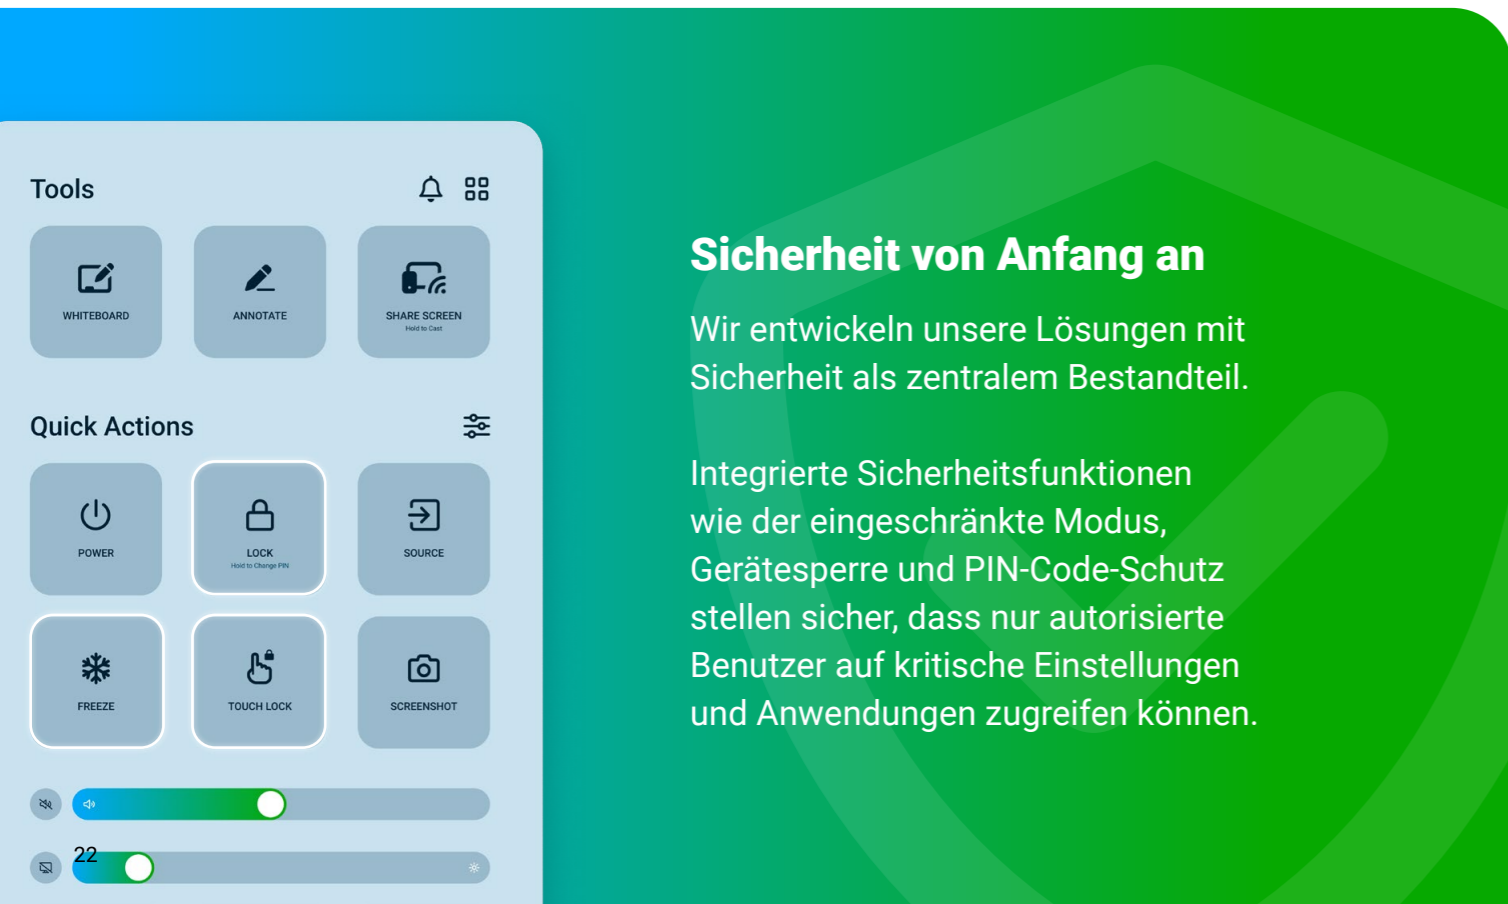 Tools
WHITEBOARD
ANNOTATE
SHARE SCREEN
Hold to Cast
Quick Actions
POWER
LOCK
Hold to Change PIN
SOURCE
FREEZE
TOUCH LOCK
SCREENSHOT
22
Sicherheit von Anfang an
Wir entwickeln unsere Lösungen mit
Sicherheit als zentralem Bestandteil.
Integrierte Sicherheitsfunktionen
wie der eingeschränkte Modus,
Gerätesperre und PIN-Code-Schutz
stellen sicher, dass nur autorisierte
Benutzer auf kritische Einstellungen
und Anwendungen zugreifen können.